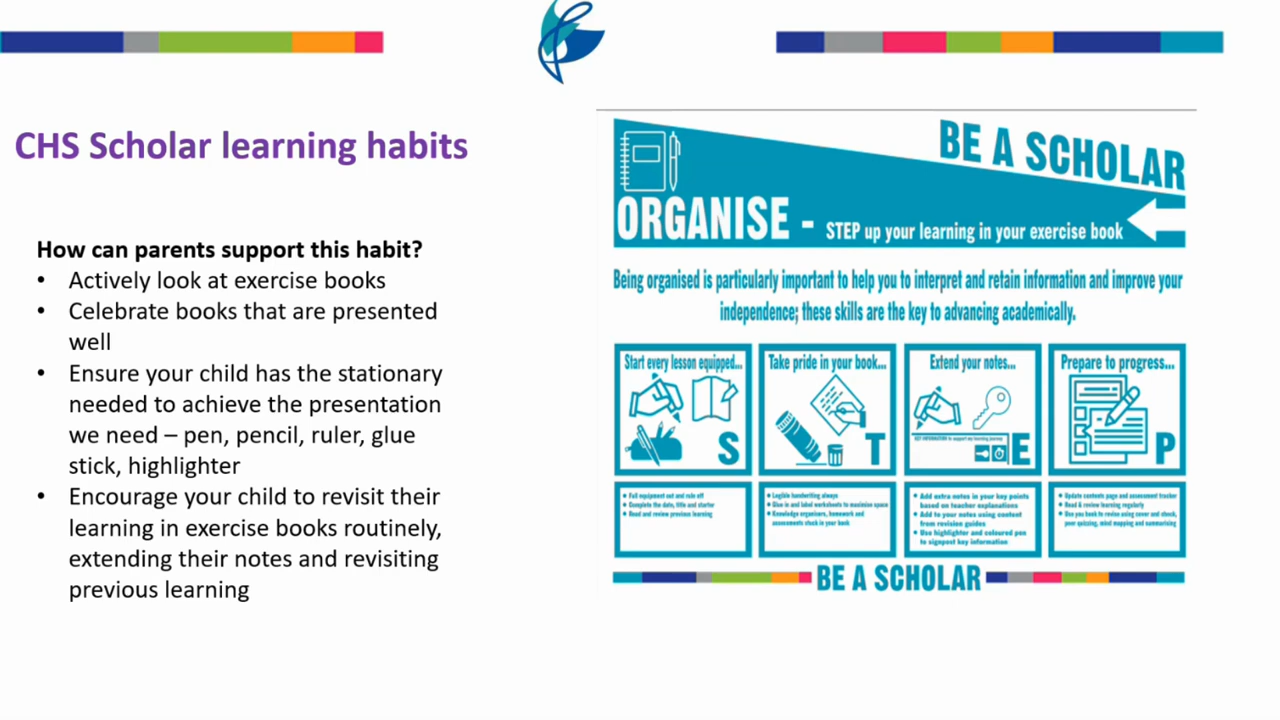 CHS Scholar learning habits
How can parents support this habit?
• Actively look at exercise books
• Celebrate books that are presented
well
• Ensure your child has the stationary
needed to achieve the presentation
we need – pen, pencil, ruler, glue
stick, highlighter
• Encourage your child to revisit their
learning in exercise books routinely,
extending their notes and revisiting
previous learning
BE A SCHOLAR
ORGANISE - STEP up your learning in your exercise book
Being organised is particularly important to help you to interpret and retain information and improve your
independence; these skills are the key to advancing academically.
Start every lesson equipped...
S
• Full equipment out and rule off
• Complete the date, title and starter
• Read and review previous learning
Take pride in your book...
T
• Legible handwriting always
• Glue in and label worksheets to maximise space
• Knowledge organisers, homework and
assessments stuck in your book
Extend your notes...
KEY INFORMATION to support my learning journey
E
• Add extra notes in your key points
based on teacher explanations
• Add to your notes using content
from revision guides
• Use highlighter and coloured pen
to signpost key information
Prepare to progress...
P
• Update contents page and assessment tracker
• Read & review learning regularly
• Use you book to revise using cover and check,
peer quizzing, mind mapping and summarising
BE A SCHOLAR